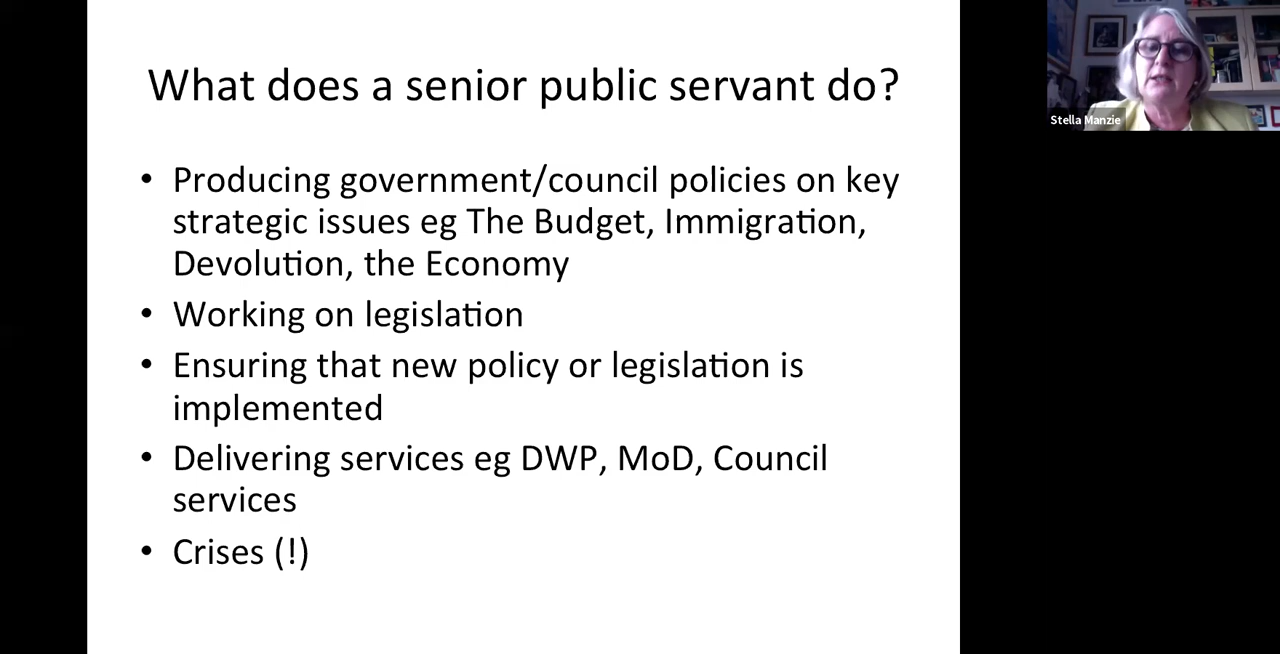 What does a senior public servant do?
• Producing government/council policies on key
strategic issues eg The Budget, Immigration,
Devolution, the Economy
• Working on legislation
• Ensuring that new policy or legislation is
implemented
• Delivering services eg DWP, MoD, Council
services
• Crises (!)
Stella Manzie